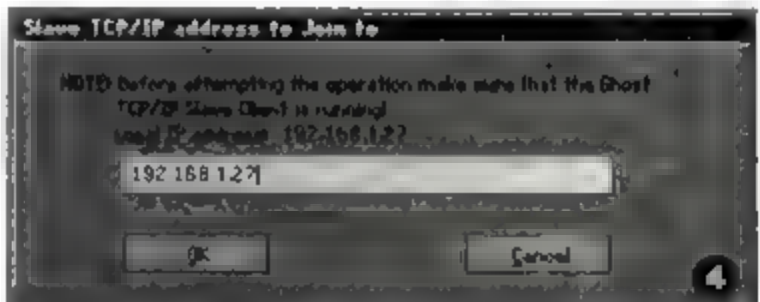 Slave TCP/IP address to Join to
NOTE: before attempting the operation make sure that the Ghost
TCP/IP Slave Client is running!
Local IP address 192.168.1.27
192 168 1.27
OK
Cancel
4